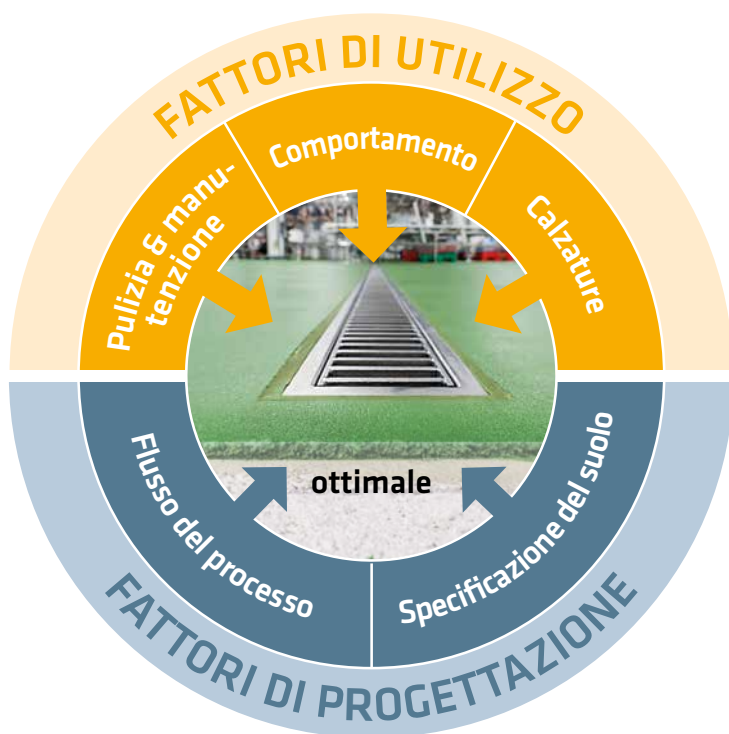 FATTORI DI UTILIZZO
Pulizia & manu-
tenzione
Comportamento
Calzature
ottimale
Flusso del processo
Specificazione del suolo
FATTORI DI PROGETTAZIONE